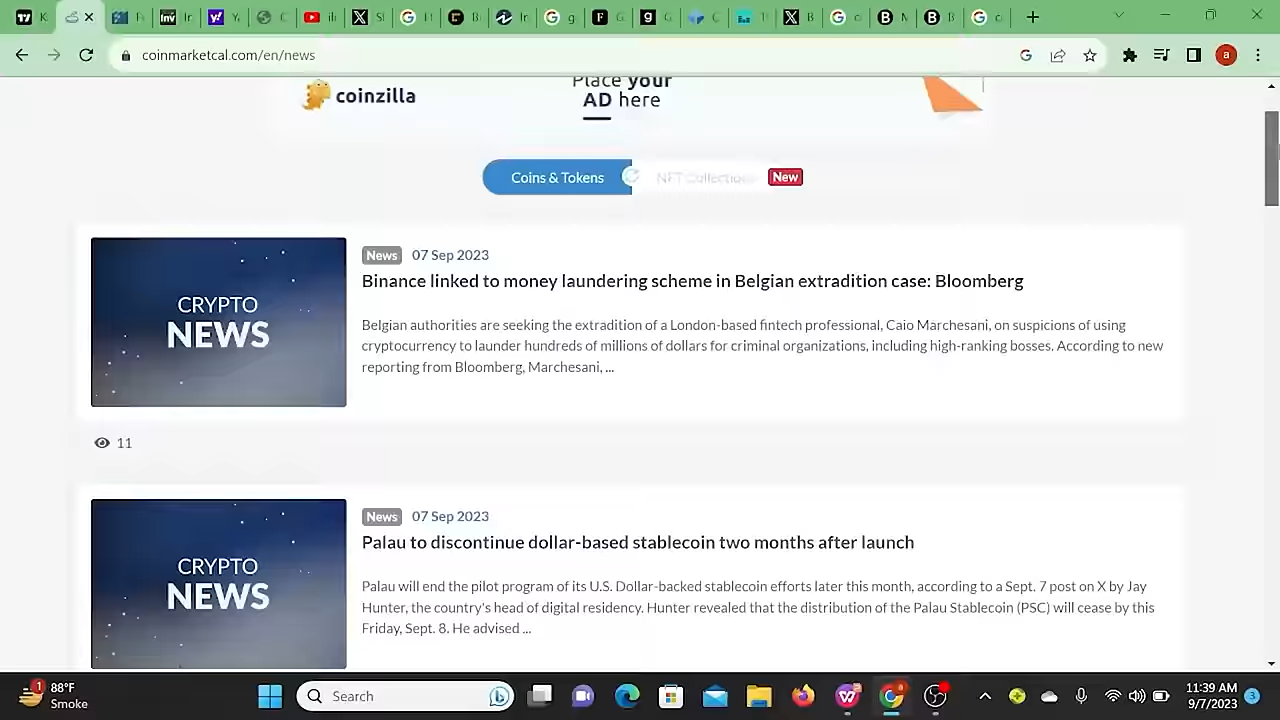 coinmarketcal.com/en/news
a
coinzilla
Place your
AD here
Coins & Tokens
NFT Collections
New
CRYPTO
NEWS
News 07 Sep 2023
Binance linked to money laundering scheme in Belgian extradition case: Bloomberg
Belgian authorities are seeking the extradition of a London-based fintech professional, Caio Marchesani, on suspicions of using
cryptocurrency to launder hundreds of millions of dollars for criminal organizations, including high-ranking bosses. According to new
reporting from Bloomberg, Marchesani, ...
11
CRYPTO
NEWS
News 07 Sep 2023
Palau to discontinue dollar-based stablecoin two months after launch
Palau will end the pilot program of its U.S. Dollar-backed stablecoin efforts later this month, according to a Sept. 7 post on X by Jay
Hunter, the country's head of digital residency. Hunter revealed that the distribution of the Palau Stablecoin (PSC) will cease by this
Friday, Sept. 8. He advised ...
1
88°F
Smoke
Search
11:39 AM
9/7/2023
3